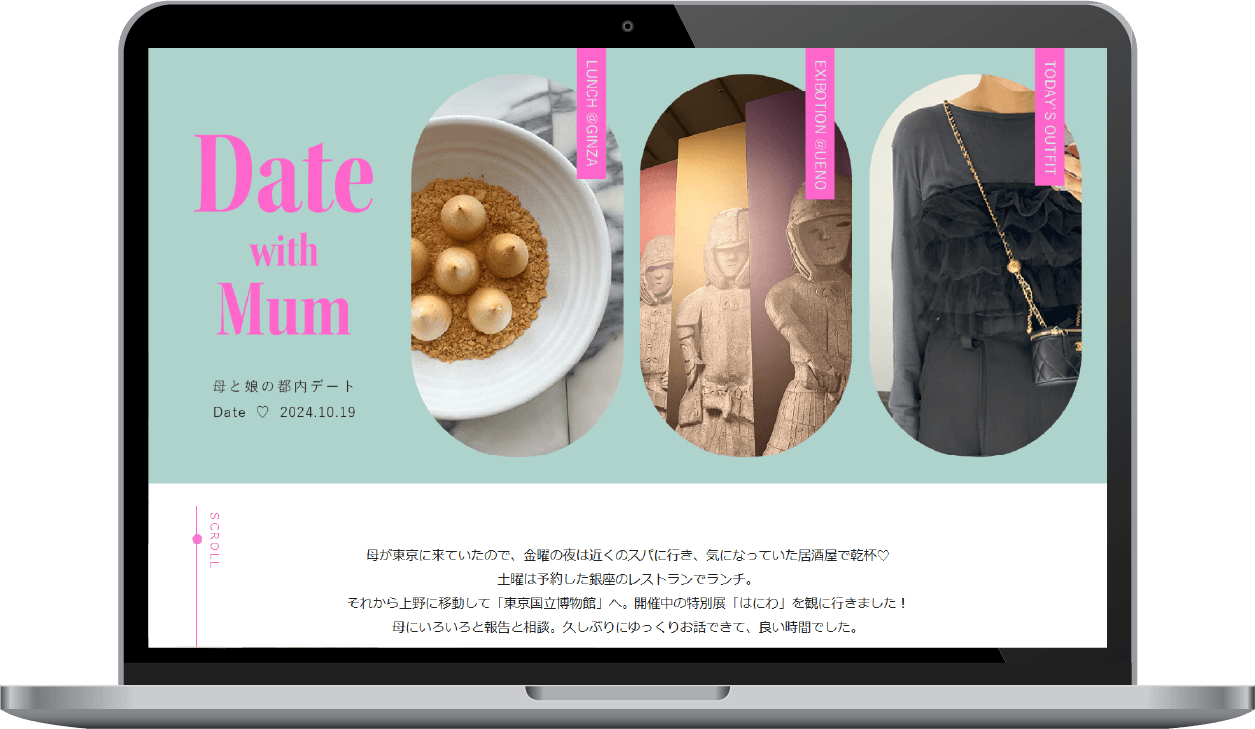 Date
with
Mum
母と娘の都内デート
Date ♡ 2024.10.19
LUNCH @GINZA
EXIBOTION @UENO
TODAY'S OUTFIT
SCROLL
母が東京に来ていたので、金曜の夜は近くのスパに行き、気になっていた居酒屋で乾杯♡
土曜は予約した銀座のレストランでランチ。
それから上野に移動して「東京国立博物館」へ。開催中の特別展「はにわ」を観に行きました！
母にいろいろと報告と相談。久しぶりにゆっくりお話できて、良い時間でした。